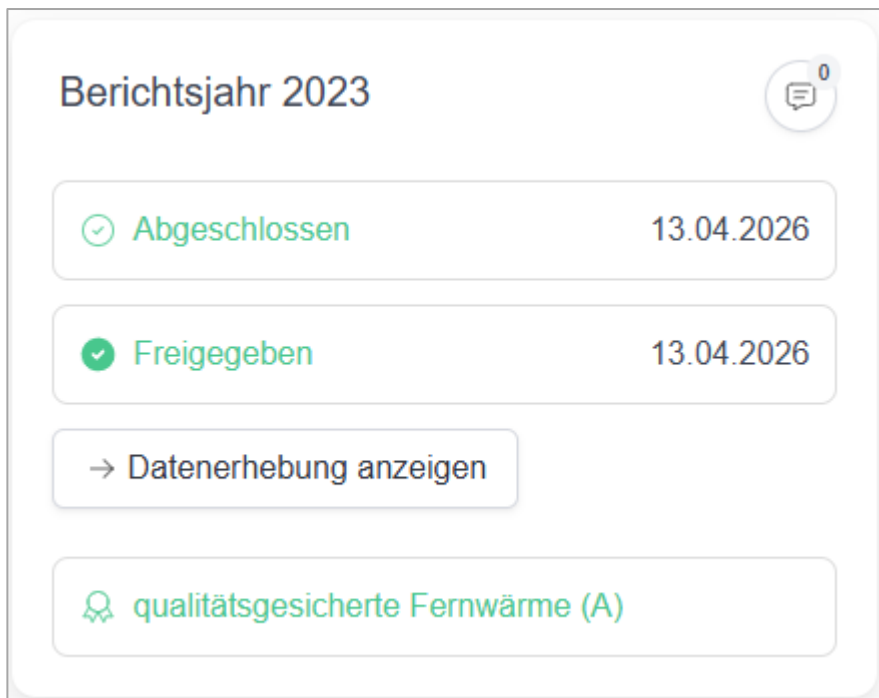 Berichtsjahr 2023
0
Abgeschlossen 13.04.2026
Freigegeben 13.04.2026
Datenerhebung anzeigen
qualitätsgesicherte Fernwärme (A)